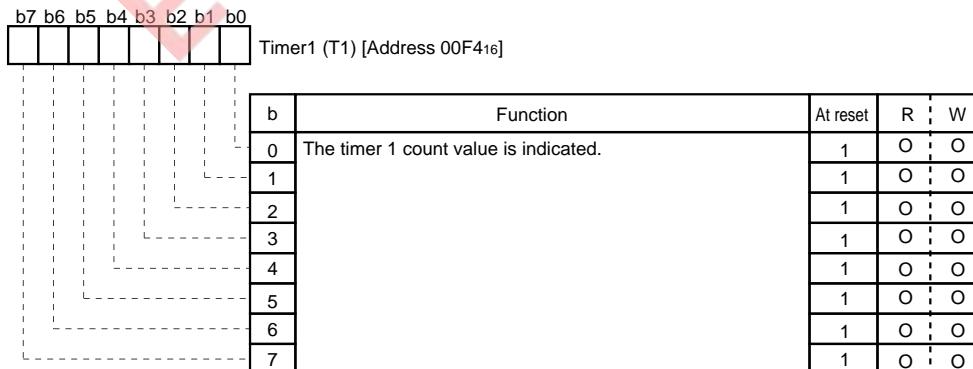 b7 b6 b5 b4 b3 b2 b1 b0
Timer1 (T1) [Address 00F4₁₆]
b Function At reset R W
0 The timer 1 count value is indicated. 1 O O
1 1 O O
2 1 O O
3 1 O O
4 1 O O
5 1 O O
6 1 O O
7 1 O O